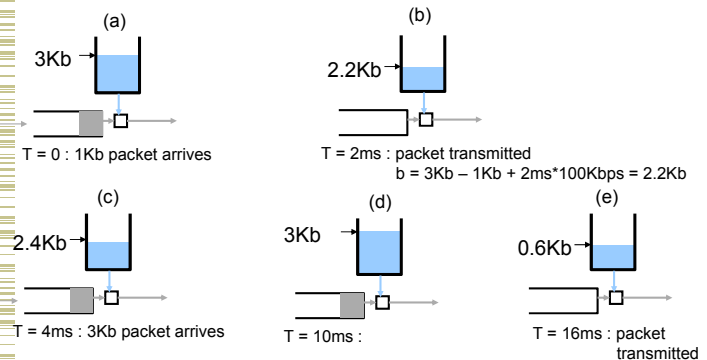 (a)
3Kb
T = 0 : 1Kb packet arrives
(b)
2.2Kb
T = 2ms : packet transmitted
b = 3Kb – 1Kb + 2ms*100Kbps = 2.2Kb
(c)
2.4Kb
T = 4ms : 3Kb packet arrives
(d)
3Kb
T = 10ms :
(e)
0.6Kb
T = 16ms : packet
transmitted